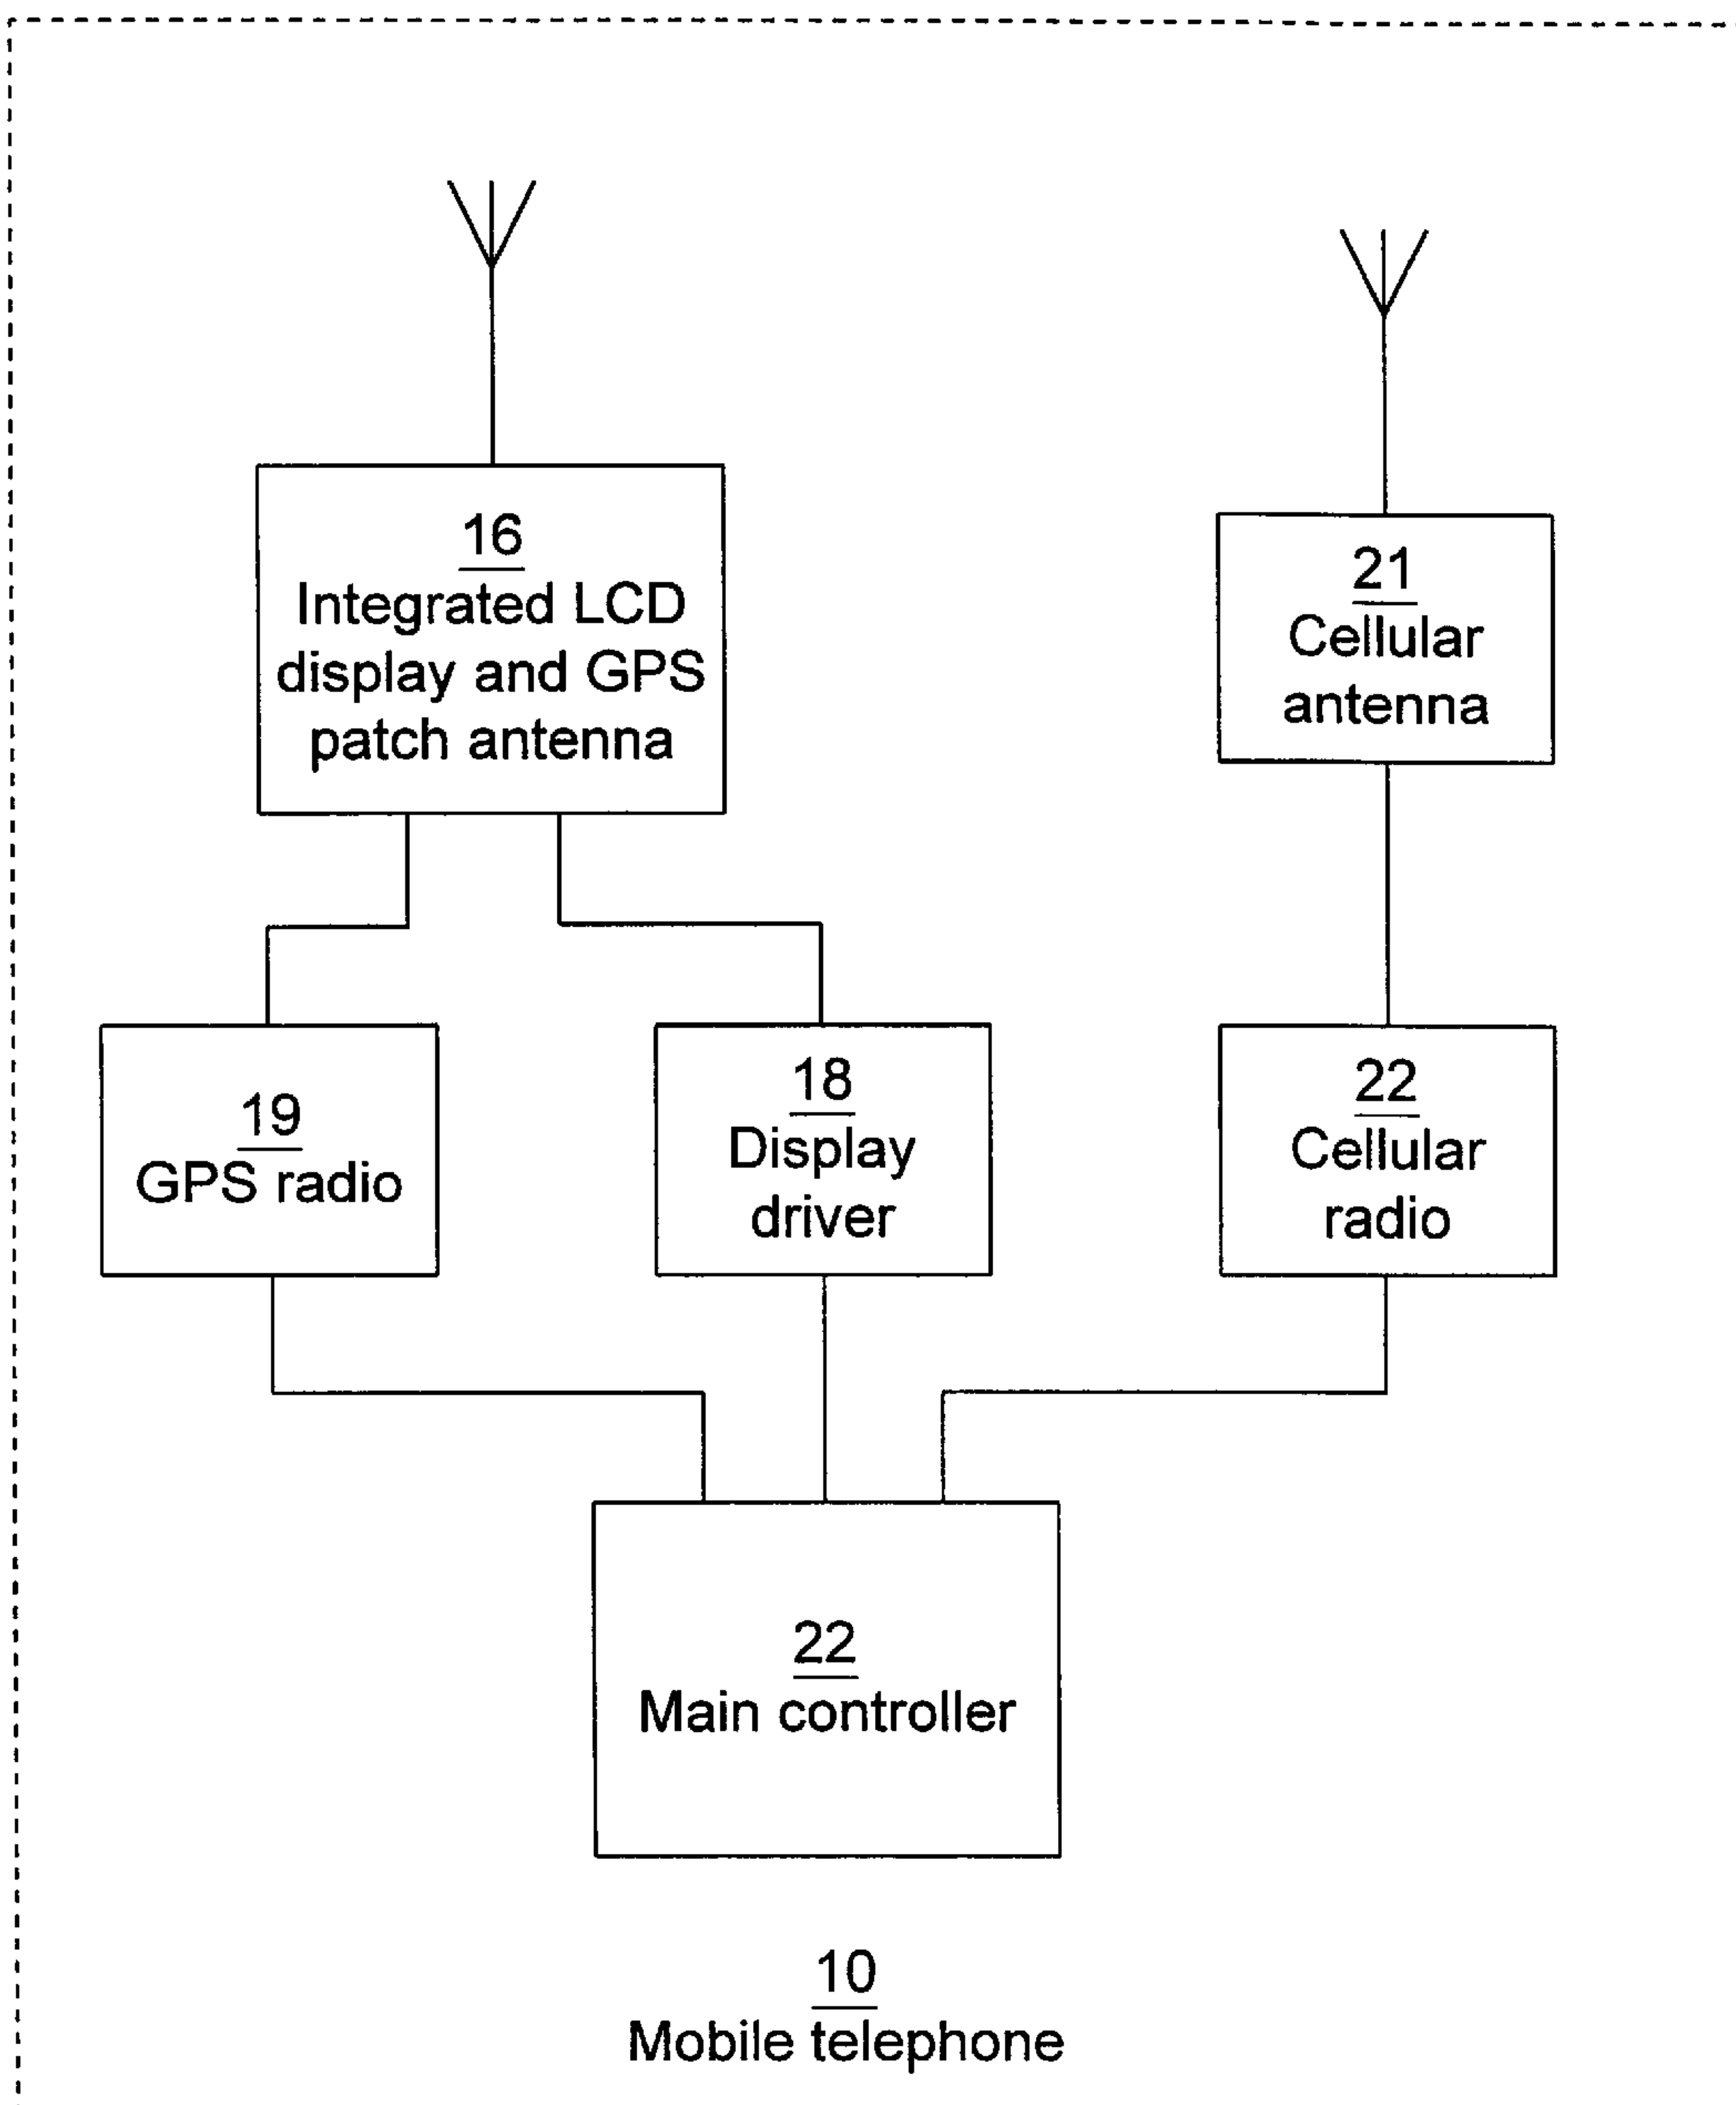 16
Integrated LCD
display and GPS
patch antenna
21
Cellular
antenna
19
GPS radio
18
Display
driver
22
Cellular
radio
22
Main controller
10
Mobile telephone